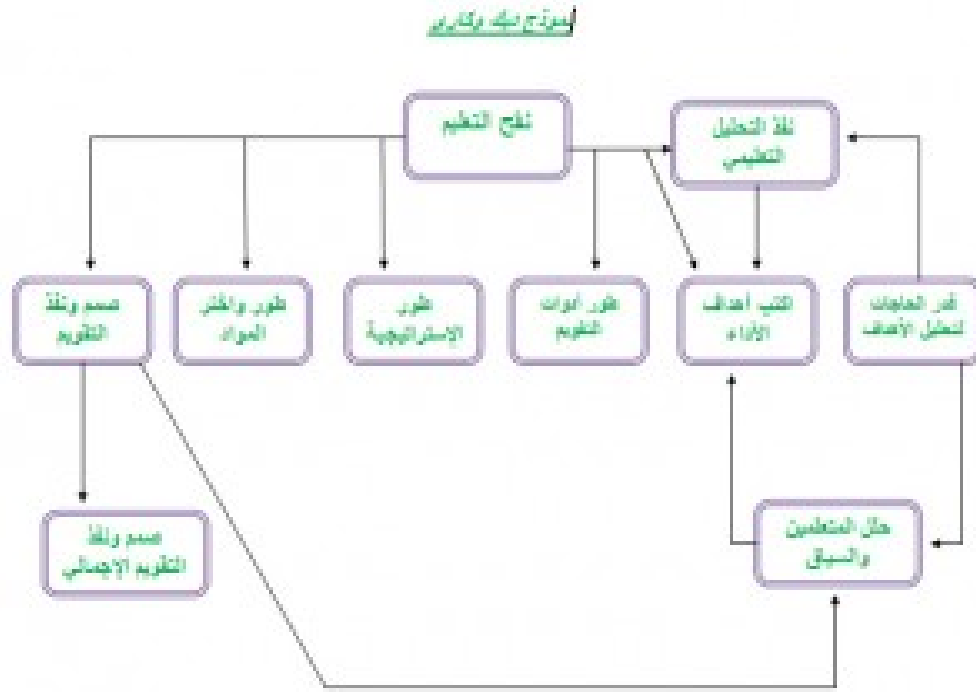 نموذج ديك وكاري
نقح التعليم
نفذ التحليل
التعليمي
قدر الحاجات
لتحليل الأهداف
اكتب أهداف
الأداء
طور أدوات
التقويم
طور
الإستراتيجية
طور واختر
المواد
صمم ونفذ
التقويم
حلل المتعلمين
والسياق
صمم ونفذ
التقويم الإجمالي